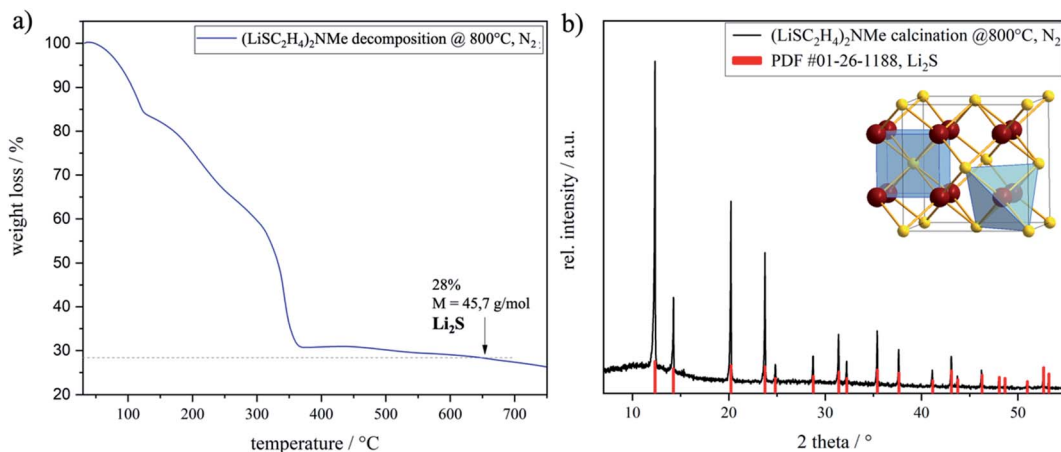 a)
(LiSC₂H₄)₂NMe decomposition @ 800°C, N₂
weight loss / %
100
90
80
70
60
50
40
30
20
28%
M = 45,7 g/mol
Li₂S
100
200
300
400
500
600
700
temperature / °C
b)
(LiSC₂H₄)₂NMe calcination @800°C, N₂
PDF #01-26-1188, Li₂S
rel. intensity / a.u.
10
20
30
40
50
2 theta / °